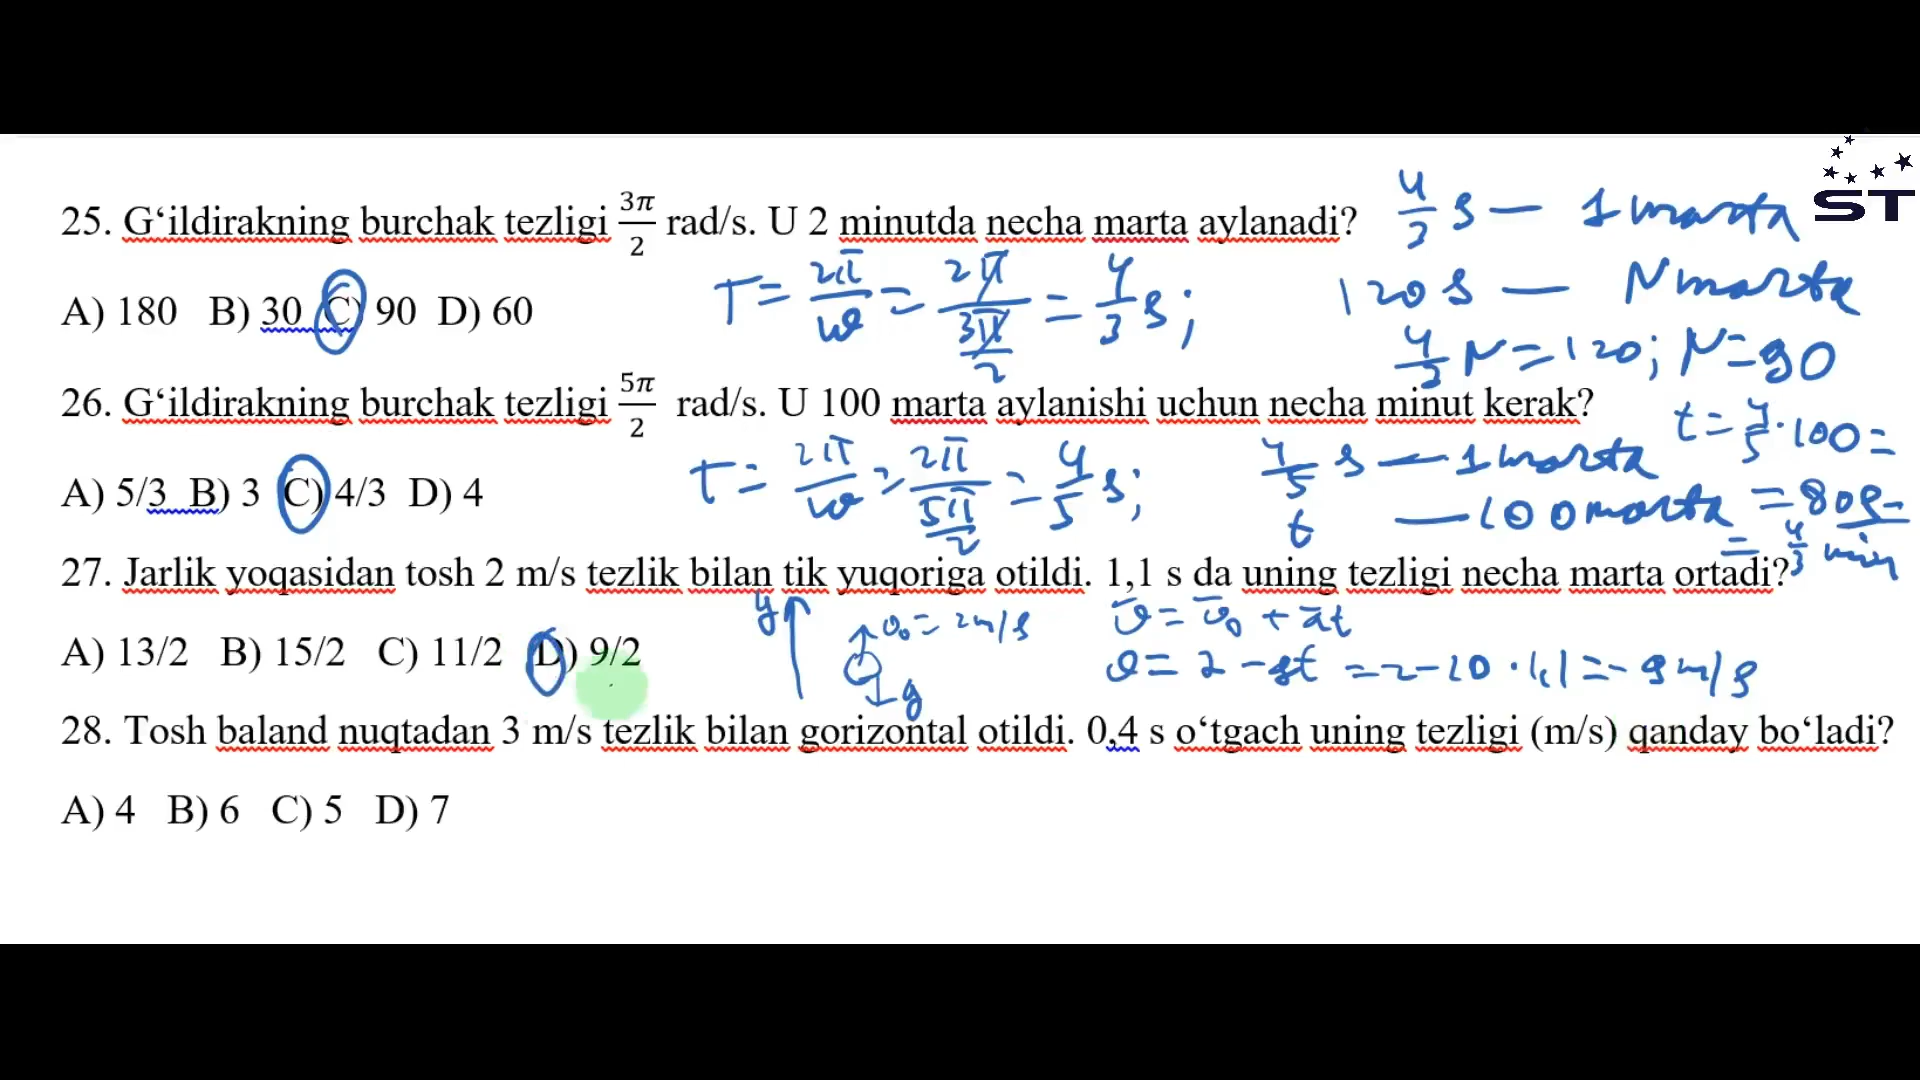 25. G‘ildirakning burchak tezligi 3π/2 rad/s. U 2 minutda necha marta aylanadi?
4/3 s — 1 marta
ST
A) 180 B) 30 C) 90 D) 60
T = 2π/ω = 2π/(3π/2) = 4/3 s;
120 s — N marta
4/3 N = 120; N = 90
26. G‘ildirakning burchak tezligi 5π/2 rad/s. U 100 marta aylanishi uchun necha minut kerak?
A) 5/3 B) 3 C) 4/3 D) 4
T = 2π/ω = 2π/(5π/2) = 4/5 s;
4/5 s — 1 marta
t — 100 marta
t = 4/5 · 100 =
= 80 s =
= 4/3 min
27. Jarlik yoqasidan tosh 2 m/s tezlik bilan tik yuqoriga otildi. 1,1 s da uning tezligi necha marta ortadi?
A) 13/2 B) 15/2 C) 11/2 D) 9/2
y
υ₀ = 2 m/s
g
ῡ = ῡ₀ + āt
υ = 2 − gt = 2 − 10 · 1,1 = − 9 m/s
28. Tosh baland nuqtadan 3 m/s tezlik bilan gorizontal otildi. 0,4 s o‘tgach uning tezligi (m/s) qanday bo‘ladi?
A) 4 B) 6 C) 5 D) 7